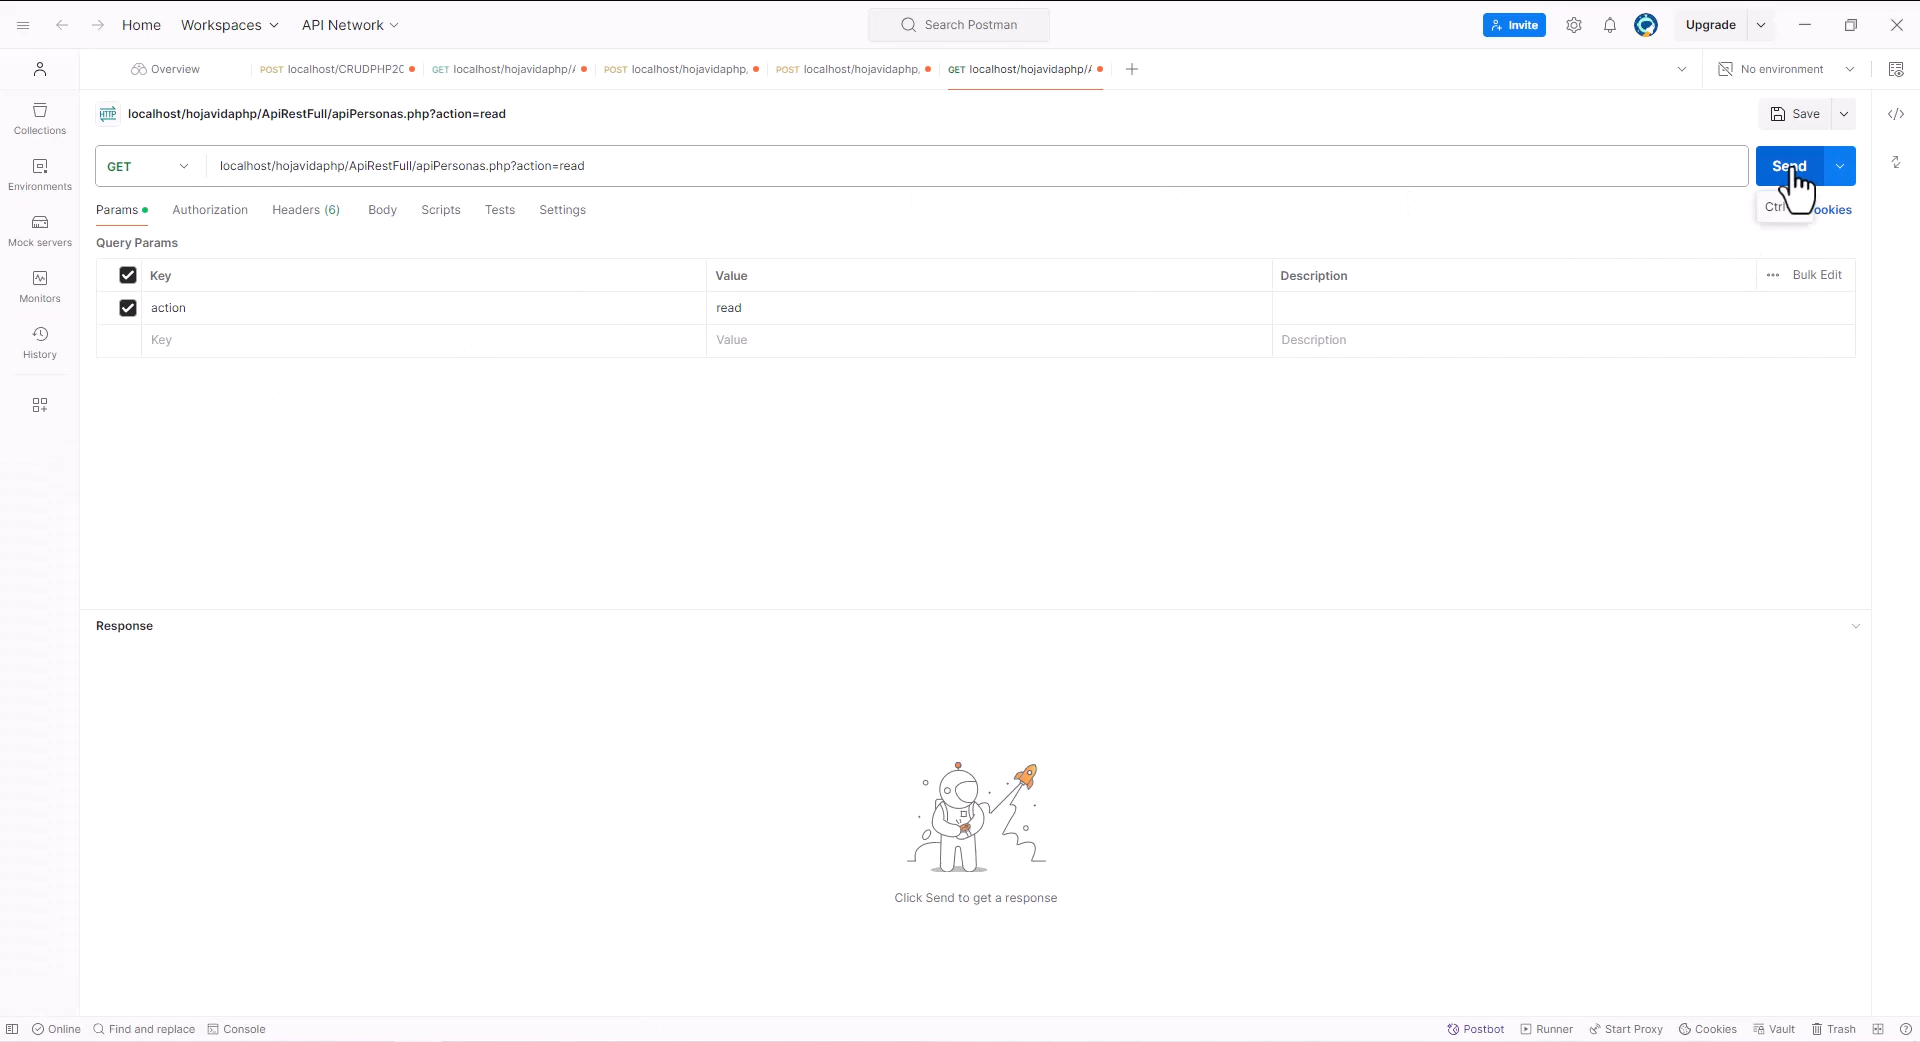 Home Workspaces API Network Search Postman Invite Upgrade
Overview POST localhost/CRUDPHP2C GET localhost/hojavidaphp/A POST localhost/hojavidaphp, POST localhost/hojavidaphp, GET localhost/hojavidaphp/A No environment
HTTP localhost/hojavidaphp/ApiRestFull/apiPersonas.php?action=read Save
Collections
GET localhost/hojavidaphp/ApiRestFull/apiPersonas.php?action=read
Environments
Params Authorization Headers (6) Body Scripts Tests Settings Ctrl ookies
Mock servers
Query Params
Key Value Description Bulk Edit
Monitors
action read
Key Value Description
History
Response
Click Send to get a response
Online Find and replace Console Postbot Runner Start Proxy Cookies Vault Trash